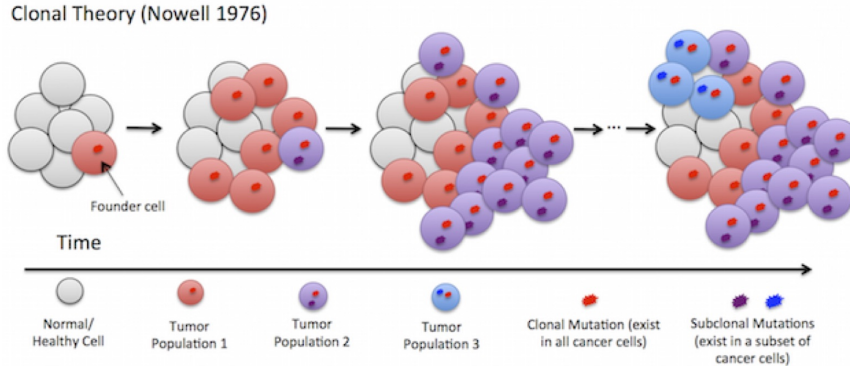 Clonal Theory (Nowell 1976)
...
Founder cell
Time
Normal/
Healthy Cell
Tumor
Population 1
Tumor
Population 2
Tumor
Population 3
Clonal Mutation (exist
in all cancer cells)
Subclonal Mutations
(exist in a subset of
cancer cells)